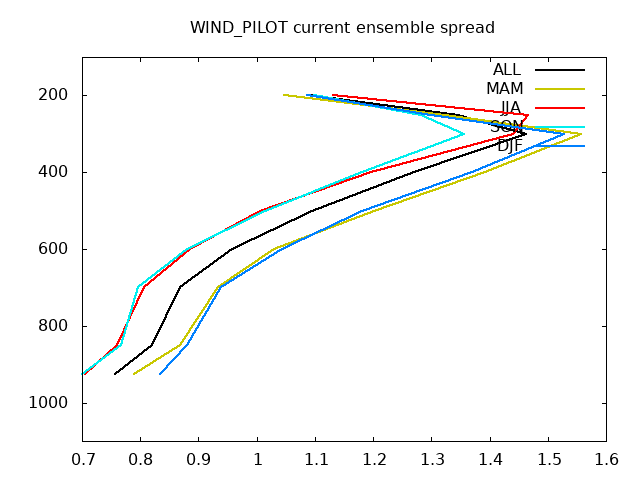 WIND_PILOT current ensemble spread
ALL
MAM
JJA
SON
DJF
200
400
600
800
1000
0.7 0.8 0.9 1 1.1 1.2 1.3 1.4 1.5 1.6